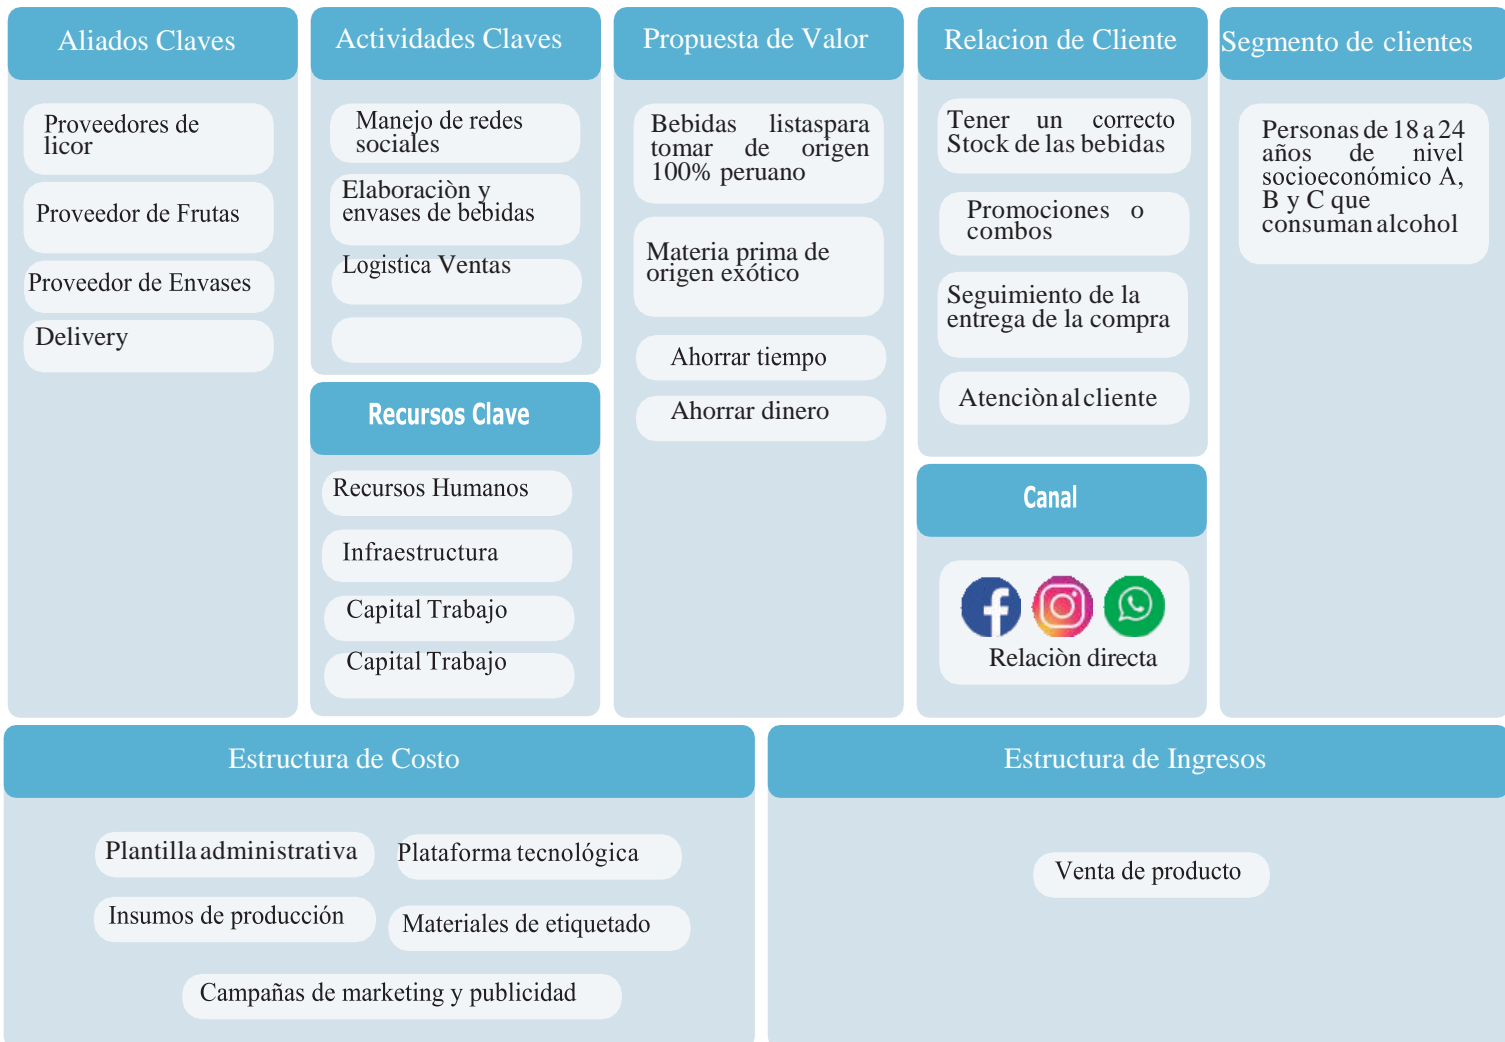 Aliados Claves
Proveedores de
licor
Proveedor de Frutas
Proveedor de Envases
Delivery
Actividades Claves
Manejo de redes
sociales
Elaboraciòn y
envases de bebidas
Logistica Ventas
Recursos Clave
Recursos Humanos
Infraestructura
Capital Trabajo
Capital Trabajo
Propuesta de Valor
Bebidas listaspara
tomar de origen
100% peruano
Materia prima de
origen exótico
Ahorrar tiempo
Ahorrar dinero
Relacion de Cliente
Tener un correcto
Stock de las bebidas
Promociones o
combos
Seguimiento de la
entrega de la compra
Atenciòn al cliente
Canal
Relaciòn directa
Segmento de clientes
Personas de 18 a 24
años de nivel
socioeconómico A,
B y C que
consuman alcohol
Estructura de Costo
Plantilla administrativa
Plataforma tecnológica
Insumos de producción
Materiales de etiquetado
Campañas de marketing y publicidad
Estructura de Ingresos
Venta de producto